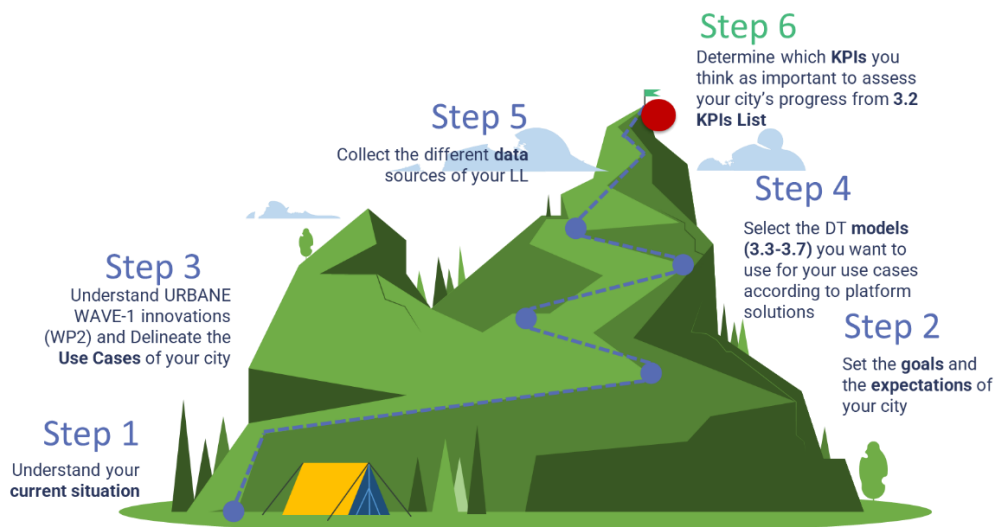 Step 6
Determine which KPIs you
think as important to assess
your city's progress from 3.2
KPIs List
Step 5
Collect the different data
sources of your LL
Step 4
Select the DT models
(3.3-3.7) you want to
use for your use cases
according to platform
solutions
Step 3
Understand URBANE
WAVE-1 innovations
(WP2) and Delineate the
Use Cases of your city
Step 2
Set the goals and
the expectations of
your city
Step 1
Understand your
current situation